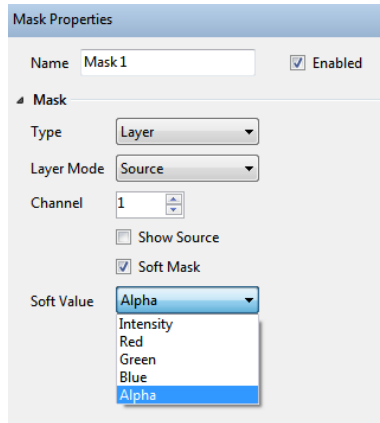 Mask Properties
Name Mask 1 Enabled
Mask
Type Layer
Layer Mode Source
Channel 1
Show Source
Soft Mask
Soft Value Alpha
Intensity
Red
Green
Blue
Alpha